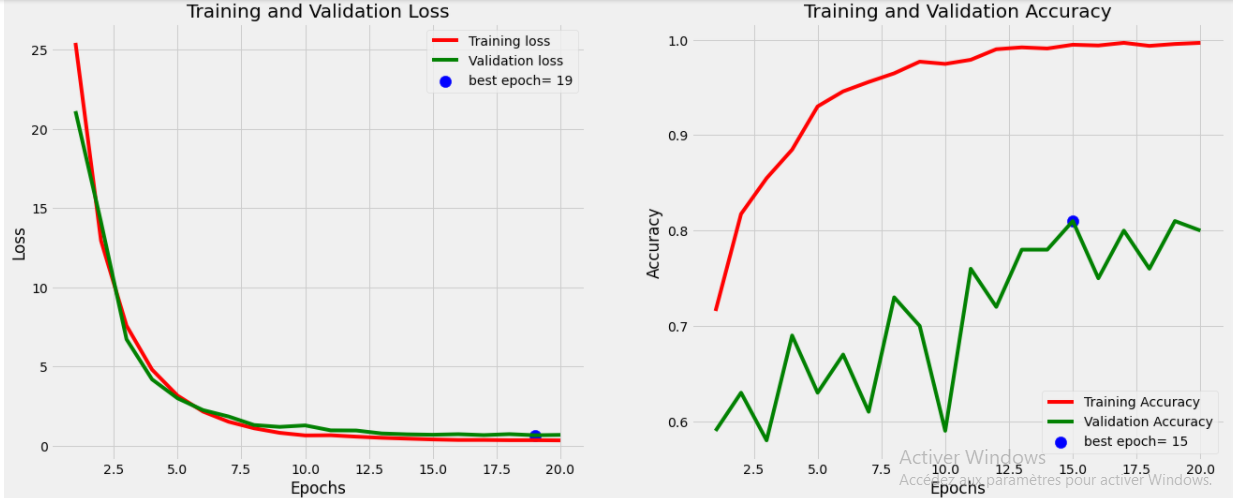 Training and Validation Loss
25
20
15
10
5
0
Loss
2.5 5.0 7.5 10.0 12.5 15.0 17.5 20.0
Epochs
Training loss
Validation loss
best epoch= 19
Training and Validation Accuracy
1.0
0.9
0.8
0.7
0.6
Accuracy
2.5 5.0 7.5 10.0 12.5 15.0 17.5 20.0
Epochs
Training Accuracy
Validation Accuracy
best epoch= 15
Activer Windows
Accédez aux paramètres pour activer Windows.